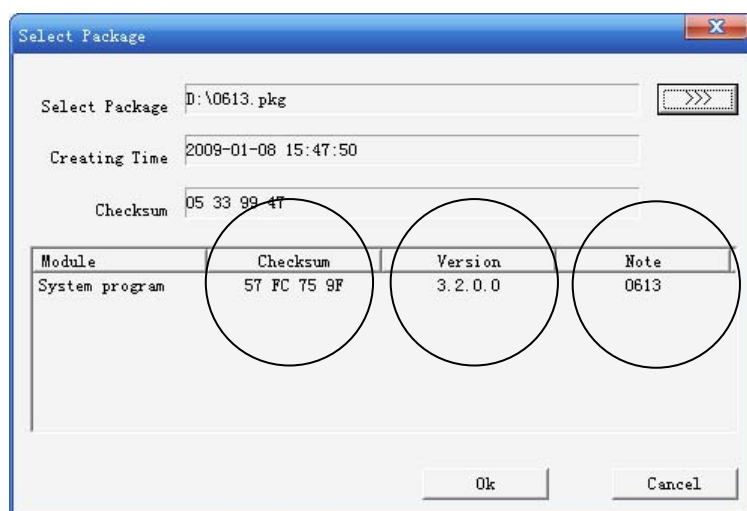 Select Package
Select Package D:\0613.pkg >>>
Creating Time 2009-01-08 15:47:50
Checksum 05 33 99 47
Module Checksum Version Note
System program 57 FC 75 9F 3.2.0.0 0613
Ok Cancel